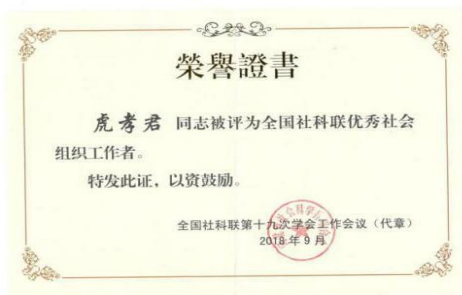 榮譽證書
虎孝君 同志被评为全国社科联优秀社会
组织工作者。
特发此证，以资鼓励。
全国社科联第十九次学会工作会议（代章）
2018年9月